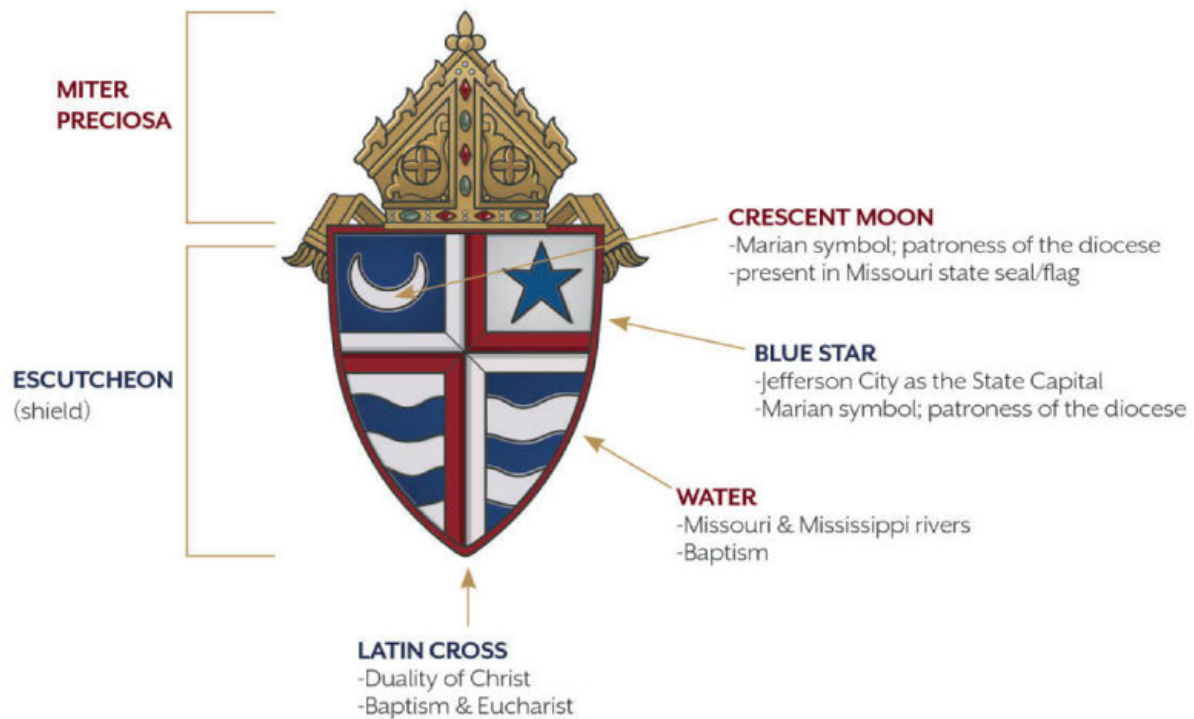 MITER
PRECIOSA
CRESCENT MOON
-Marian symbol; patroness of the diocese
-present in Missouri state seal/flag
ESCUTCHEON
(shield)
BLUE STAR
-Jefferson City as the State Capital
-Marian symbol; patroness of the diocese
WATER
-Missouri & Mississippi rivers
-Baptism
LATIN CROSS
-Duality of Christ
-Baptism & Eucharist